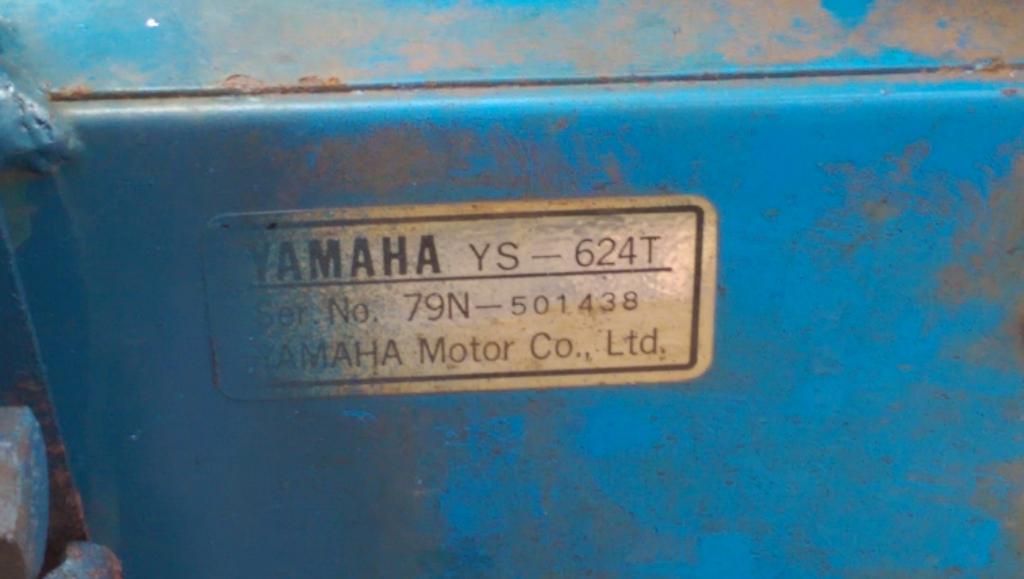 YAMAHA YS-624T
Ser. No. 79N-501438
YAMAHA Motor Co., Ltd.